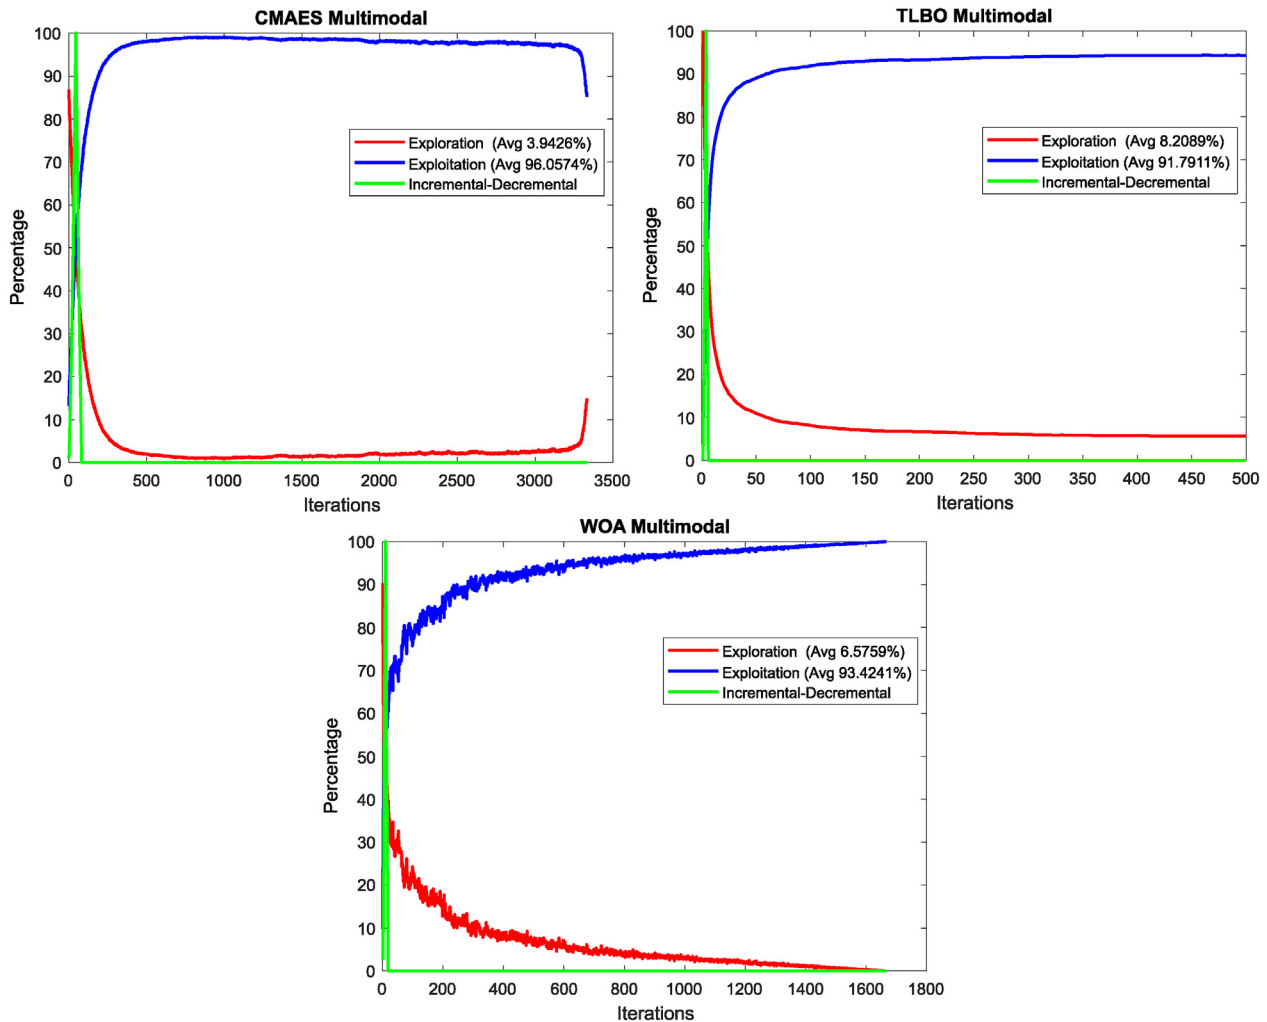 CMAES Multimodal
100
90
80
70
60
50
40
30
20
10
0
Percentage
Exploration (Avg 3.9426%)
Exploitation (Avg 96.0574%)
Incremental-Decremental
0 500 1000 1500 2000 2500 3000 3500
Iterations
TLBO Multimodal
100
90
80
70
60
50
40
30
20
10
0
Percentage
Exploration (Avg 8.2089%)
Exploitation (Avg 91.7911%)
Incremental-Decremental
0 50 100 150 200 250 300 350 400 450 500
Iterations
WOA Multimodal
100
90
80
70
60
50
40
30
20
10
0
Percentage
Exploration (Avg 6.5759%)
Exploitation (Avg 93.4241%)
Incremental-Decremental
0 200 400 600 800 1000 1200 1400 1600 1800
Iterations